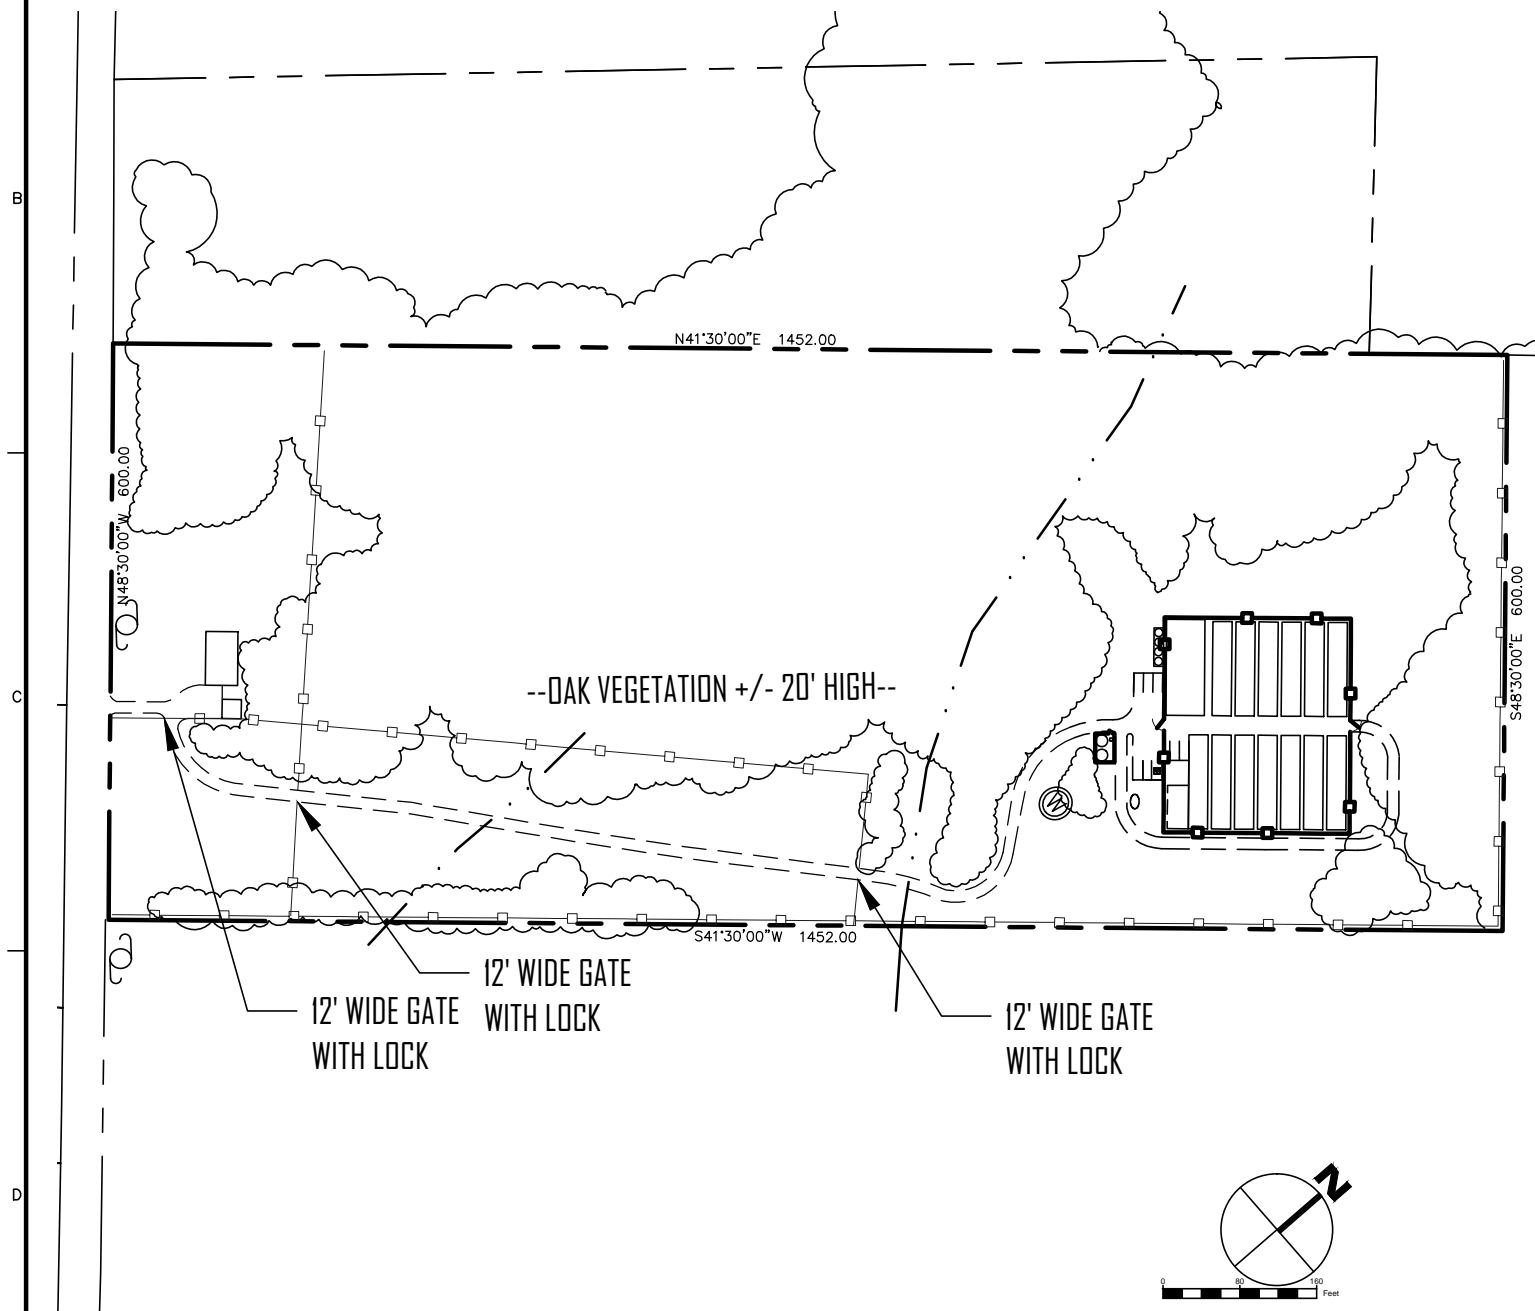 B
N41°30'00"E 1452.00
N48°30'00"W 600.00
S48°30'00"E 600.00
C
--OAK VEGETATION +/- 20' HIGH--
S41°30'00"W 1452.00
12' WIDE GATE
WITH LOCK
12' WIDE GATE
WITH LOCK
12' WIDE GATE
WITH LOCK
D
N
0 80 160
Feet